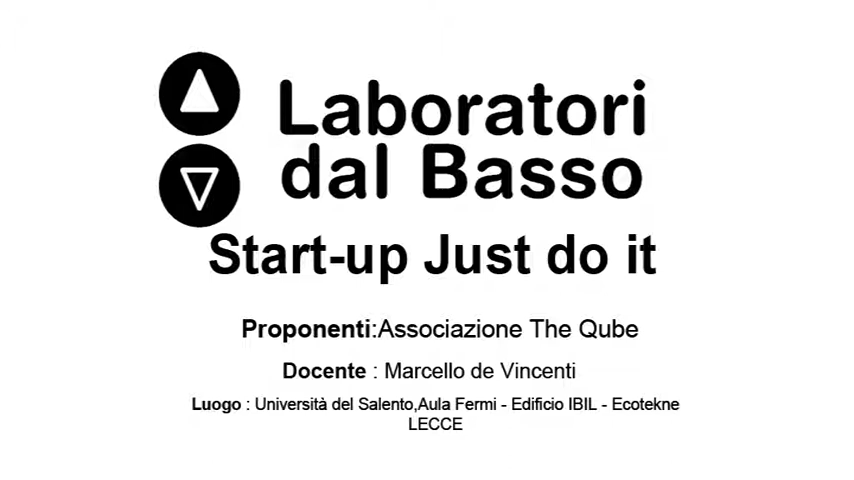 Laboratori
dal Basso
Start-up Just do it
Proponenti:Associazione The Qube
Docente : Marcello de Vincenti
Luogo : Università del Salento,Aula Fermi - Edificio IBIL - Ecotekne
LECCE